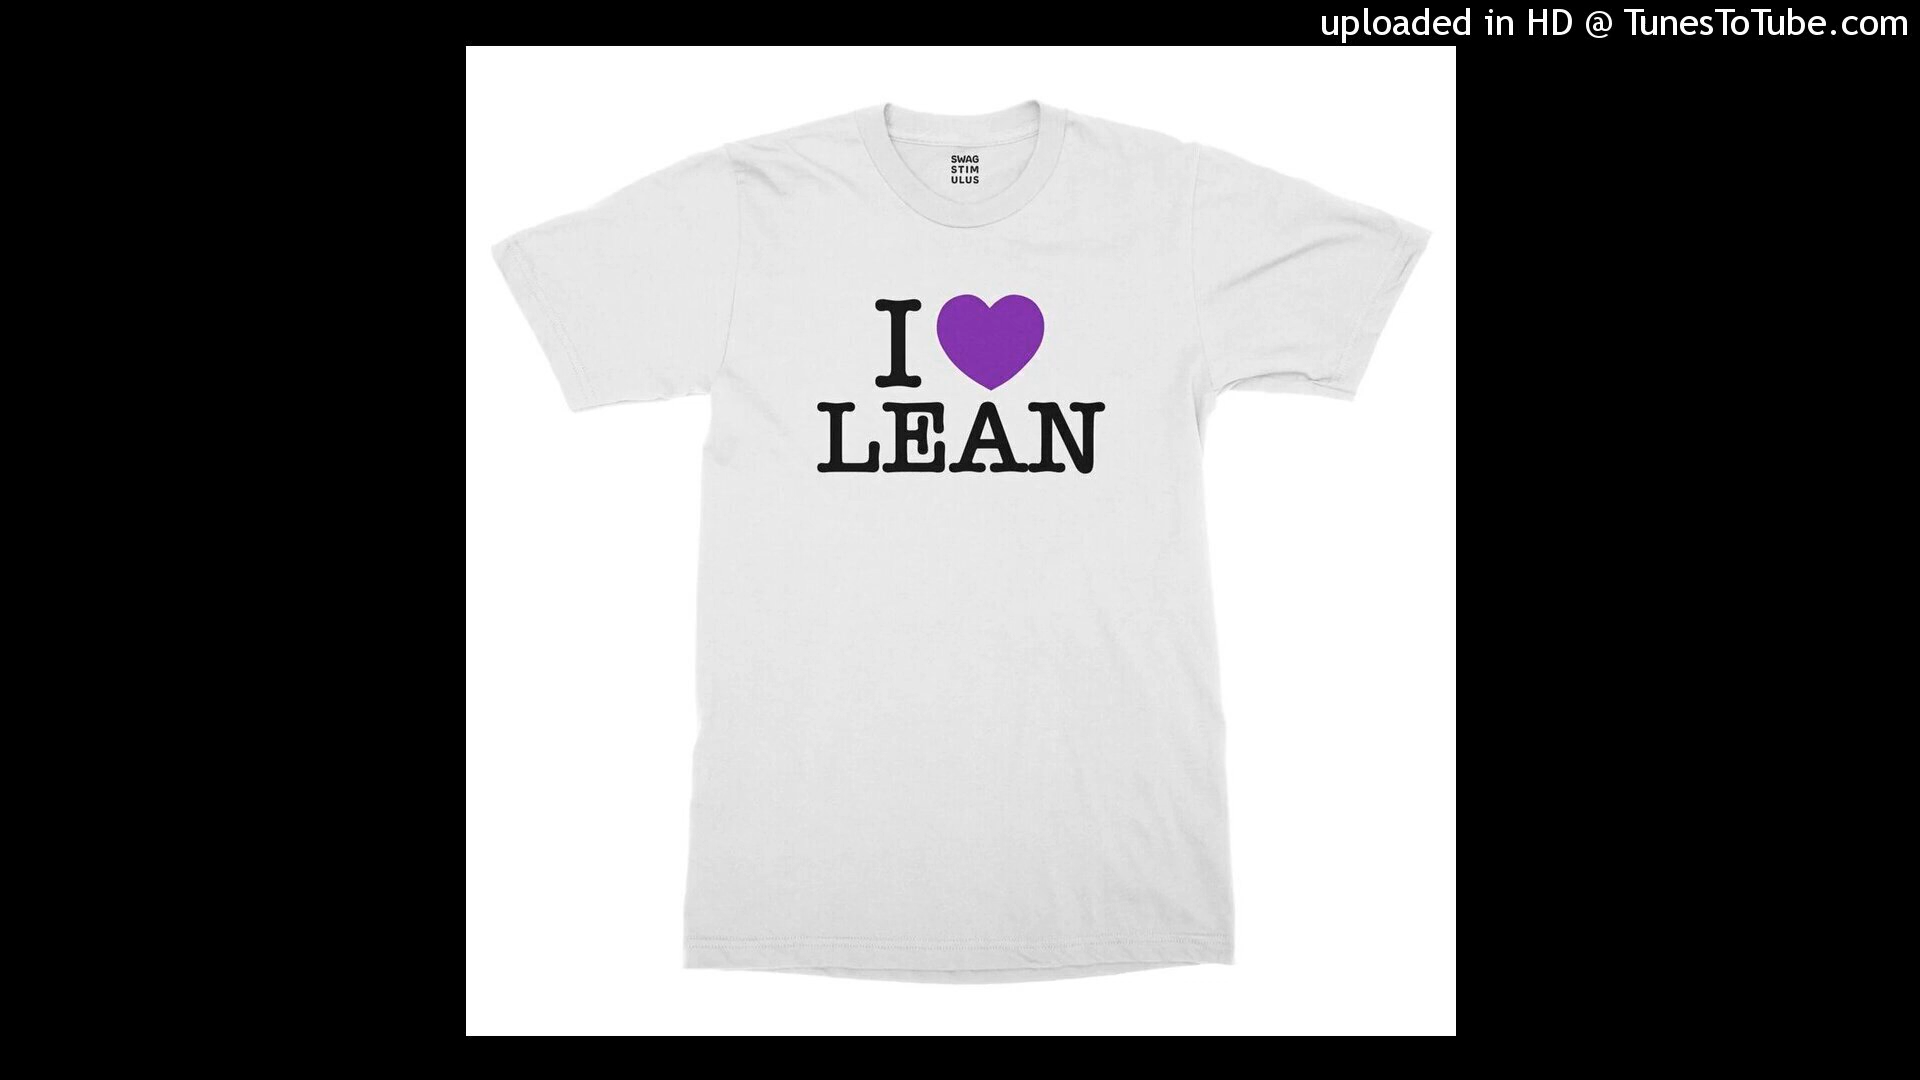 uploaded in HD @ TunesToTube.com
SWAG
STIM
ULUS
I
LEAN